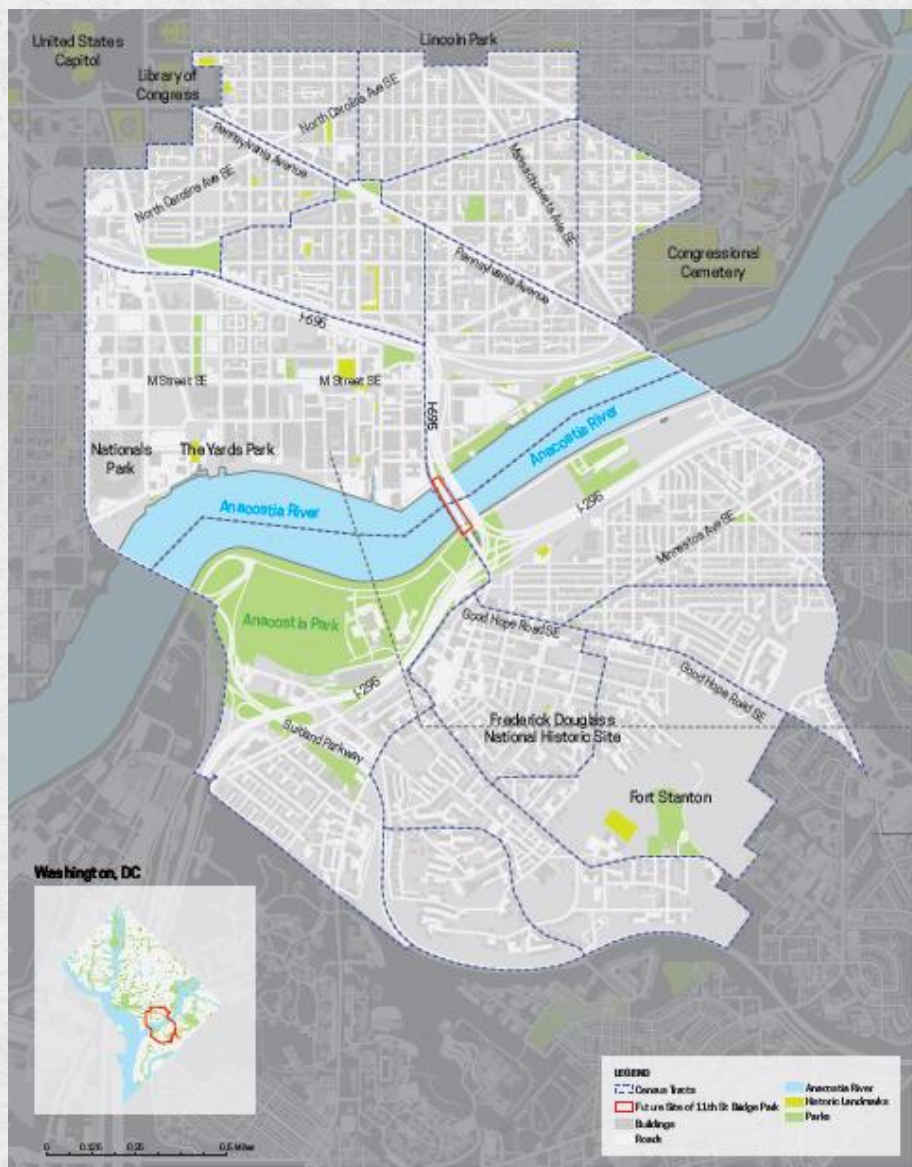 United States
Capitol
Lincoln Park
Library of
Congress
North Carolina Ave SE
Pennsylvania Avenue
North Carolina Ave SE
Massachusetts Ave SE
Pennsylvania Avenue
Congressional
Cemetery
I-695
M Street SE
M Street SE
I-695
Nationals
Park
The Yards Park
Anacostia River
Anacostia River
I-295
Minnesota Ave SE
Anacostia Park
Good Hope Road SE
Good Hope Road SE
I-295
Suitland Parkway
Frederick Douglass
National Historic Site
Fort Stanton
Washington, DC
0 0.125 0.25 0.5 Miles
LEGEND
Census Tracts
Future Site of 11th St Bridge Park
Buildings
Roads
Anacostia River
Historic Landmarks
Parks